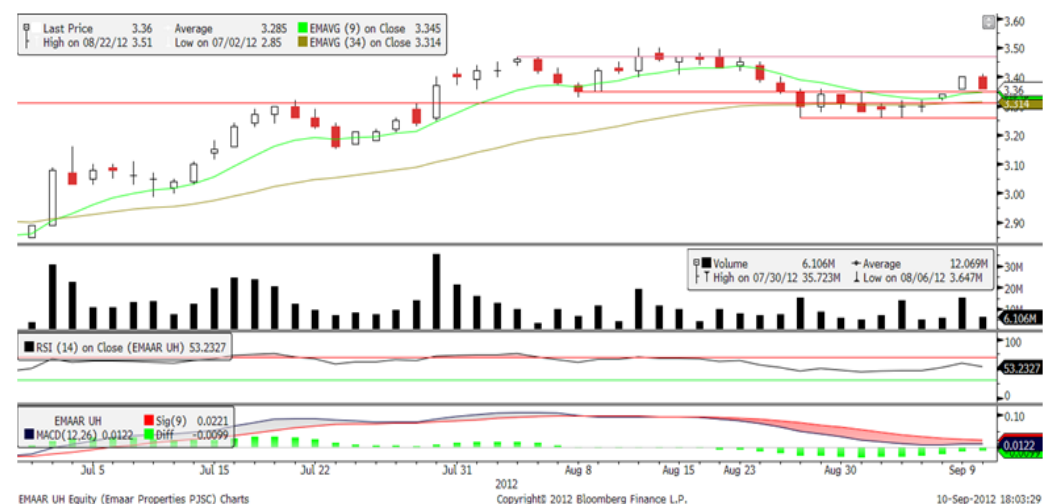 Last Price 3.36 Average 3.285 EMAVG (9) on Close 3.345
High on 08/22/12 3.51 Low on 07/02/12 2.85 EMAVG (34) on Close 3.314
3.60
3.50
3.40
3.36
3.314
3.20
3.10
3.00
2.90
Volume 6.106M Average 12.069M
High on 07/30/12 35.723M Low on 08/06/12 3.647M
30M
20M
6.106M
RSI (14) on Close (EMAAR UH) 53.2327
100
53.2327
0
EMAAR UH Sig(9) 0.0221
MACD(12,26) 0.0122 Diff -0.0099
0.10
0.0122
Jul 5 Jul 15 Jul 22 Jul 31 Aug 8 Aug 15 Aug 23 Aug 30 Sep 9
2012
EMAAR UH Equity (Emaar Properties PJSC) Charts Copyright© 2012 Bloomberg Finance L.P. 10-Sep-2012 18:03:29